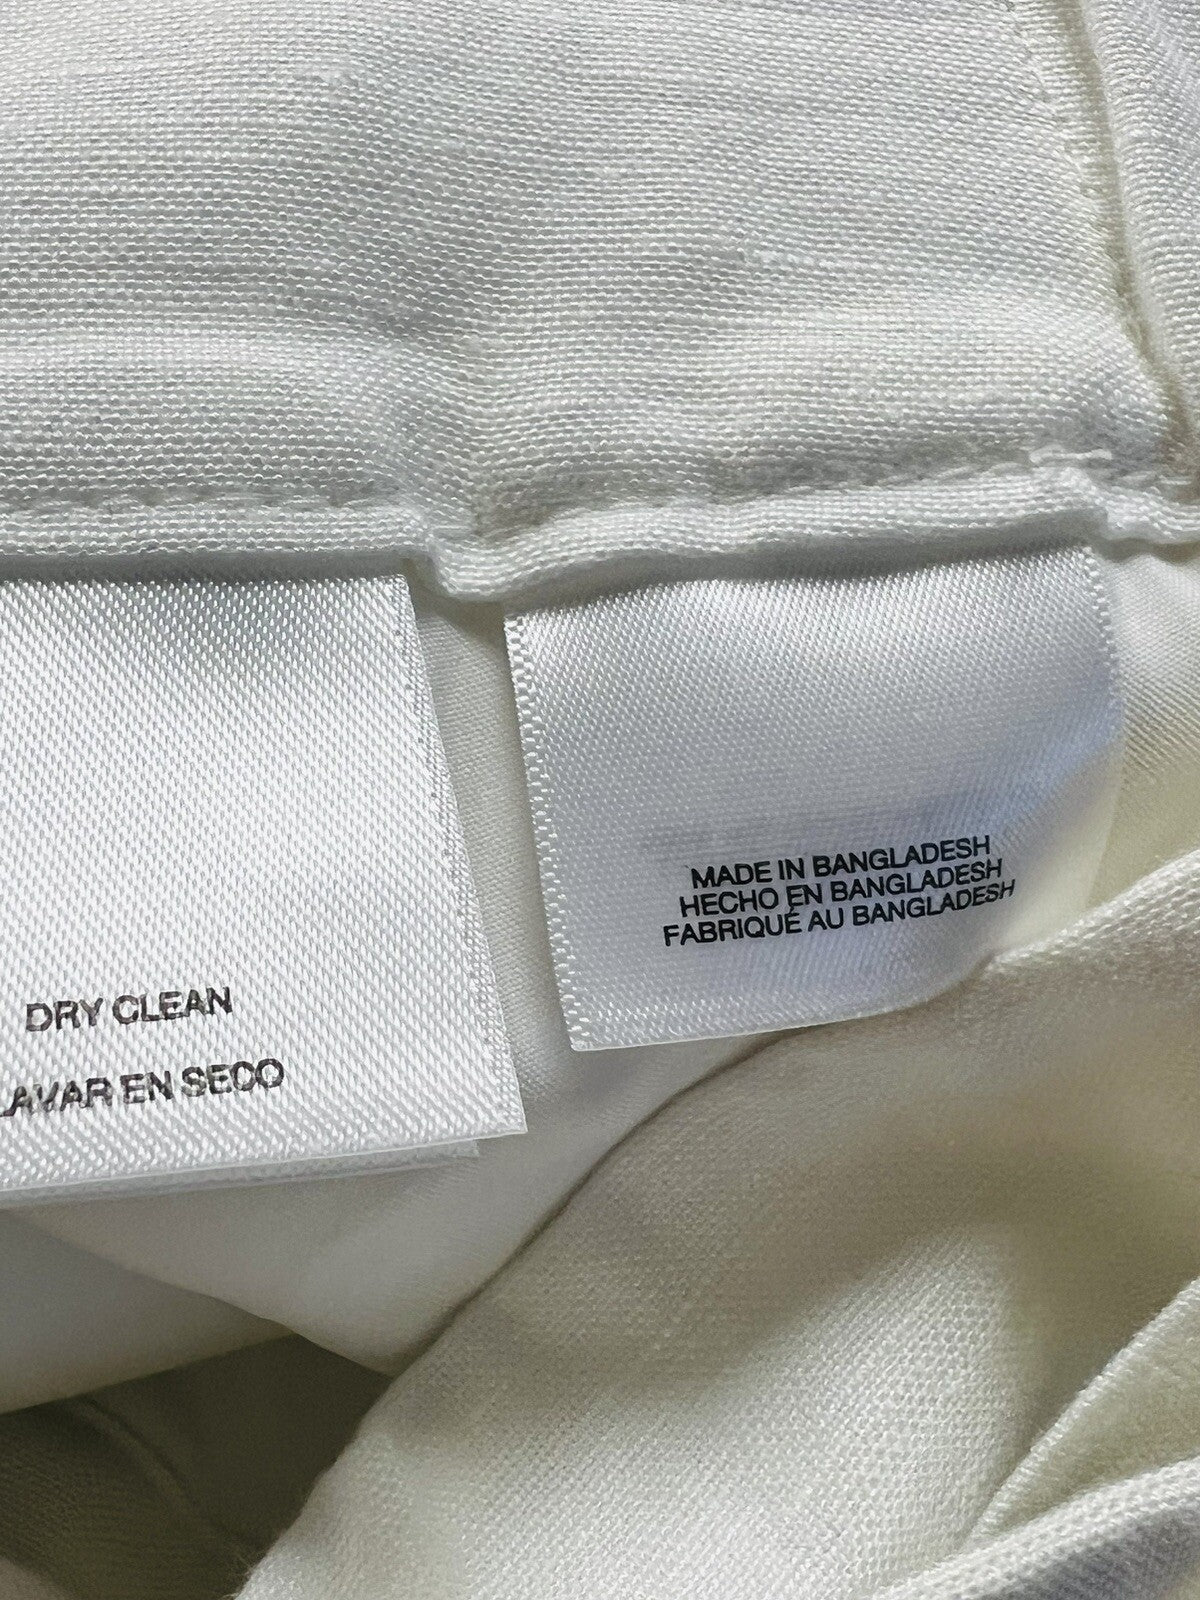 DRY CLEAN
LAVAR EN SECO
MADE IN BANGLADESH
HECHO EN BANGLADESH
FABRIQUÉ AU BANGLADESH